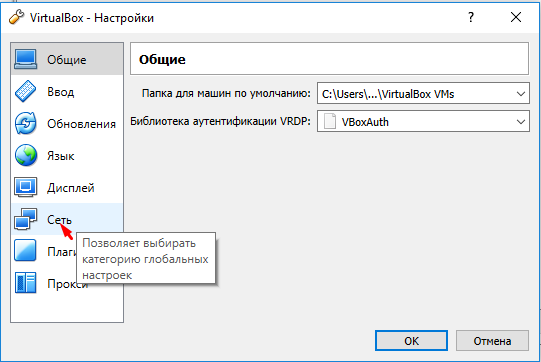 VirtualBox - Настройки
Общие
Ввод
Обновления
Язык
Дисплей
Сеть
Плаги
Прокси
Позволяет выбирать
категорию глобальных
настроек
Общие
Папка для машин по умолчанию: C:\Users\...\VirtualBox VMs
Библиотека аутентификации VRDP: VBoxAuth
OK Отмена